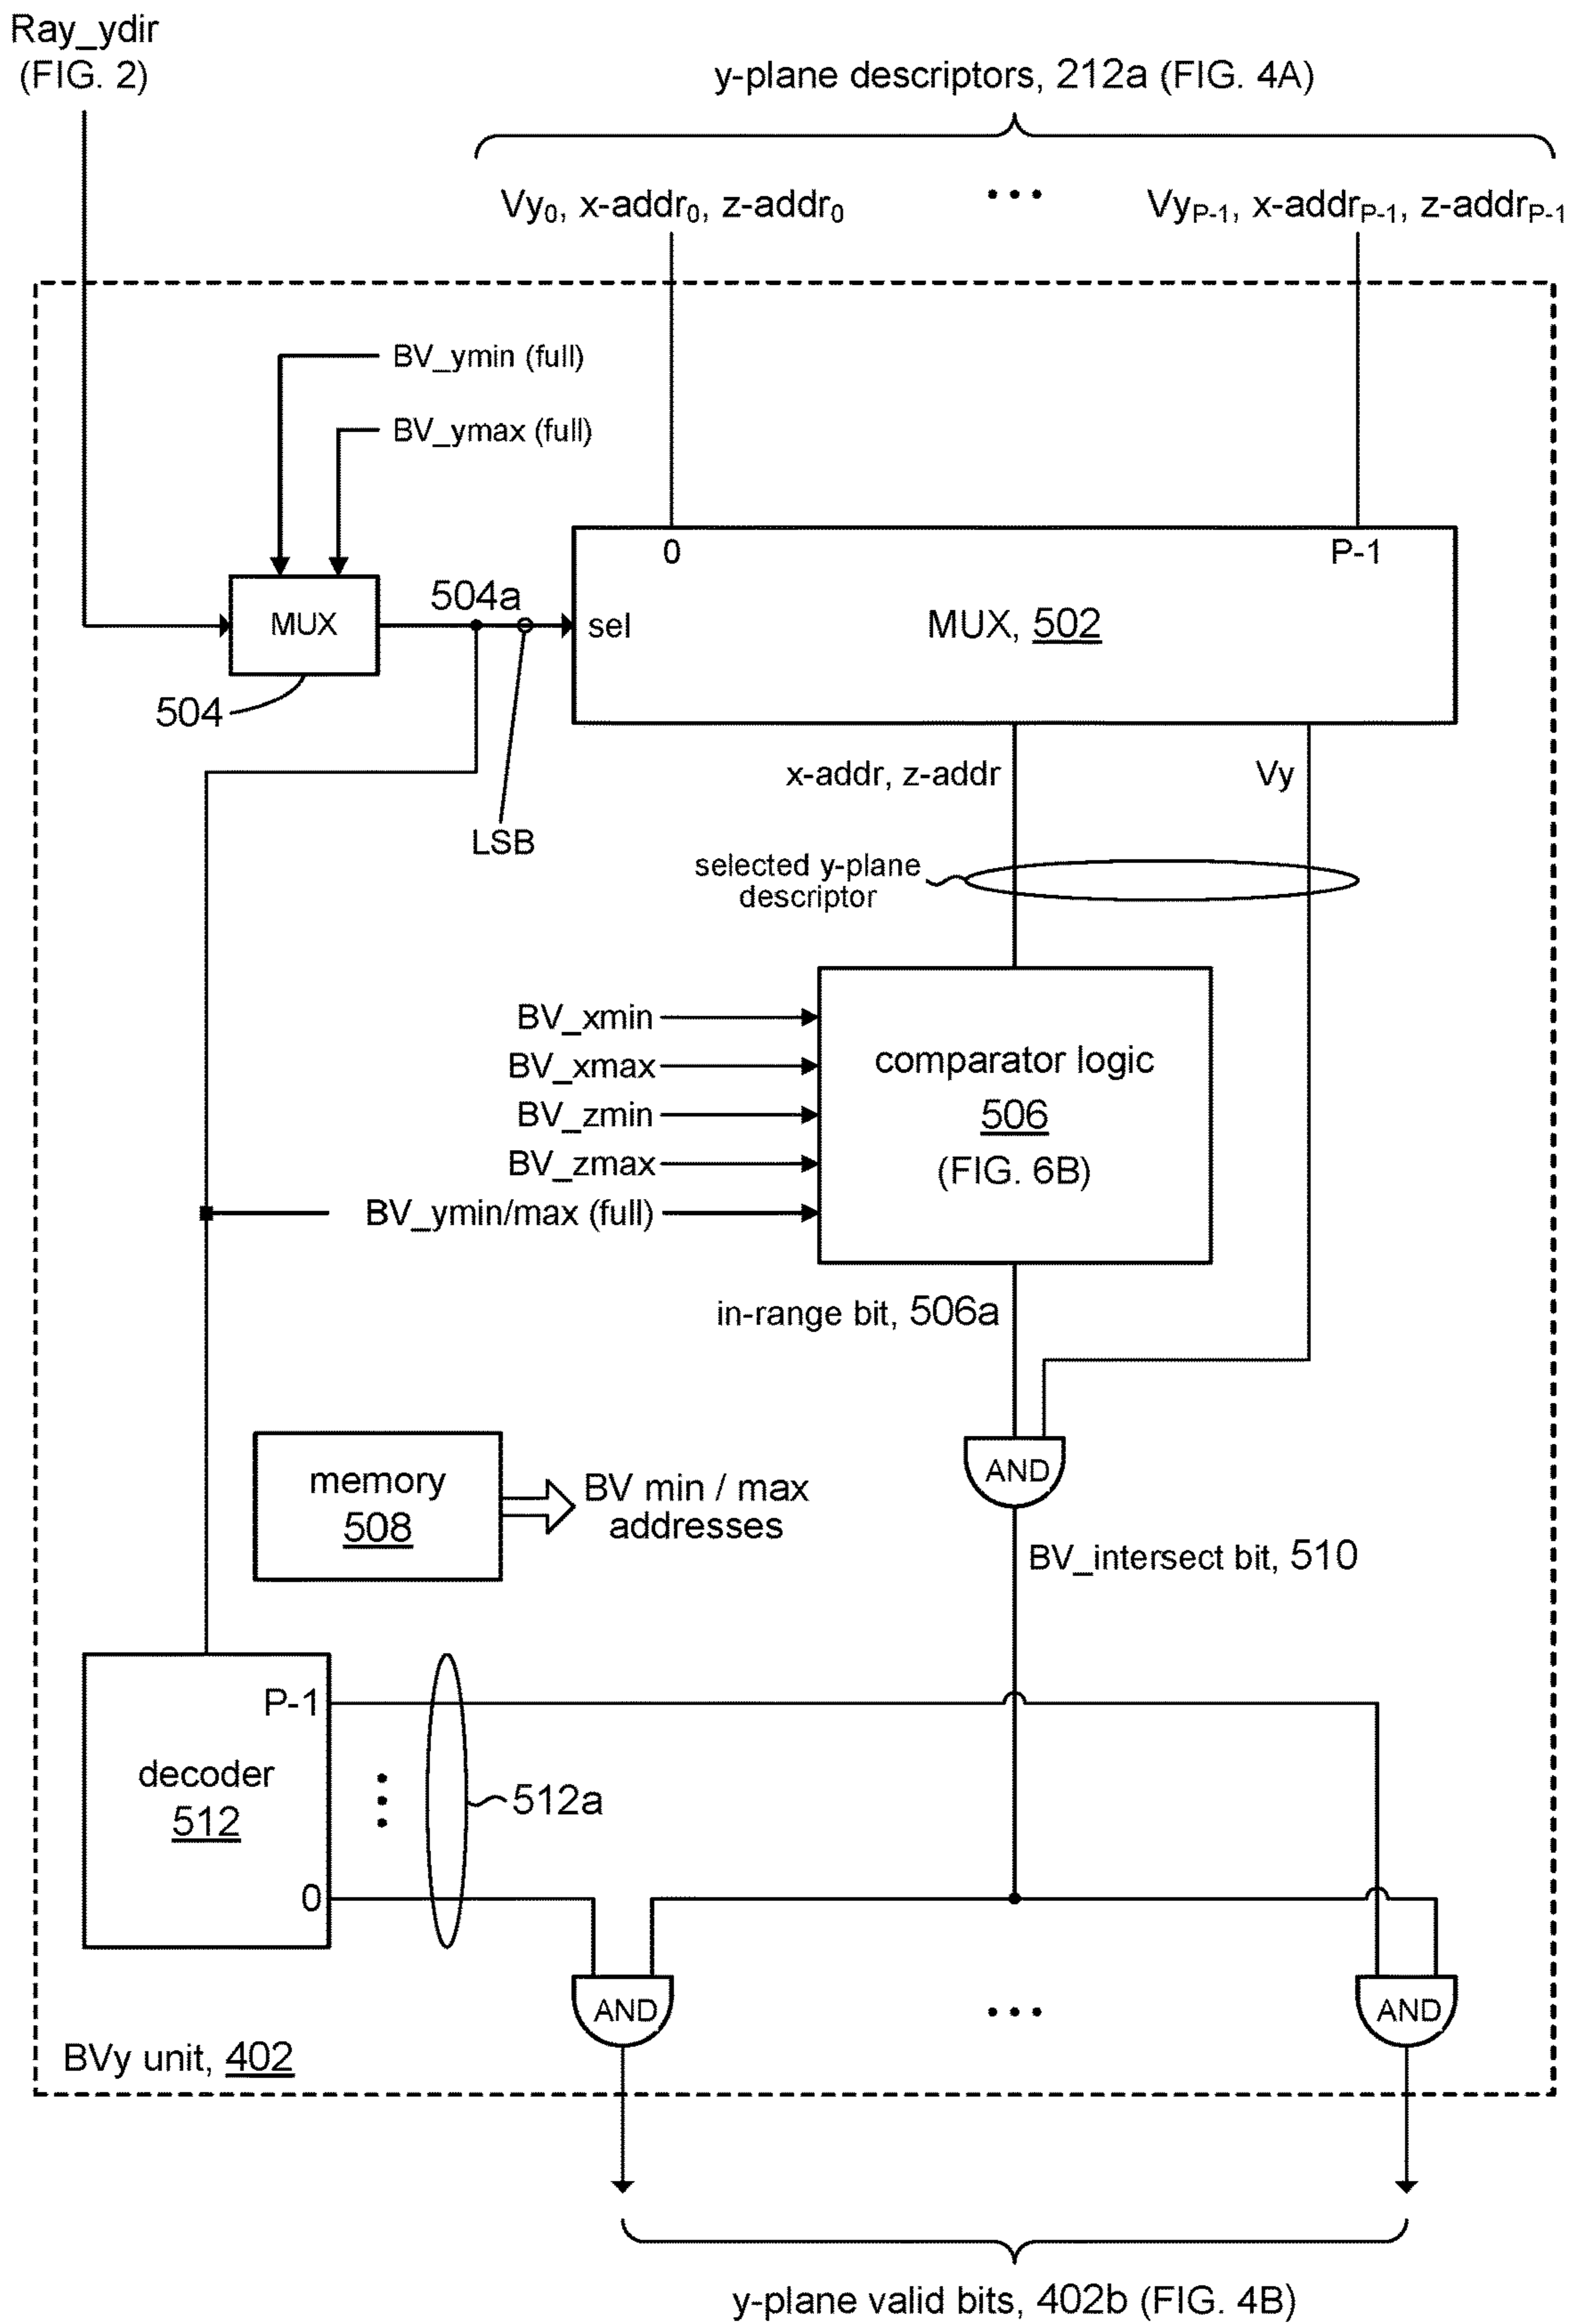 Ray_ydir
(FIG. 2)
y-plane descriptors, 212a (FIG. 4A)
Vy0, x-addr0, z-addr0
• • •
VyP-1, x-addrP-1, z-addrP-1
BV_ymin (full)
BV_ymax (full)
0
P-1
504a
MUX
sel
MUX, 502
504
x-addr, z-addr
Vy
LSB
selected y-plane
descriptor
BV_xmin
BV_xmax
BV_zmin
BV_zmax
BV_ymin/max (full)
comparator logic
506
(FIG. 6B)
in-range bit, 506a
AND
memory
508
BV min / max
addresses
BV_intersect bit, 510
P-1
decoder
512
0
512a
AND
• • •
AND
BVy unit, 402
y-plane valid bits, 402b (FIG. 4B)